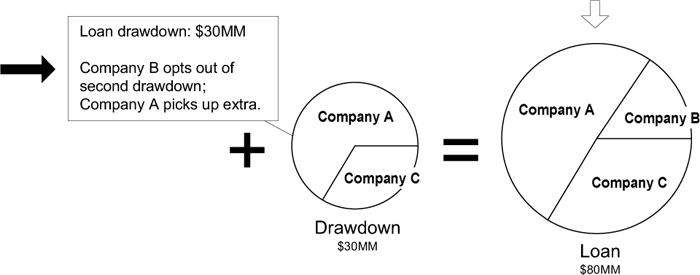 Loan drawdown: $30MM
Company B opts out of
second drawdown;
Company A picks up extra.
+
Company A
Company C
Drawdown
$30MM
=
Company A
Company B
Company C
Loan
$80MM